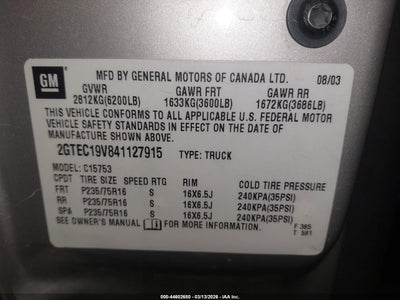 GM
MFD BY GENERAL MOTORS OF CANADA LTD. 08/03
GVWR GAWR FRT GAWR RR
2812KG(6200LB) 1633KG(3600LB) 1672KG(3686LB)
THIS VEHICLE CONFORMS TO ALL APPLICABLE U.S. FEDERAL MOTOR
VEHICLE SAFETY STANDARDS IN EFFECT ON THE DATE OF
MANUFACTURE SHOWN ABOVE.
2GTEC19V841127915 TYPE: TRUCK
MODEL: C15753
CPDT TIRE SIZE SPEED RTG RIM COLD TIRE PRESSURE
FRT P235/75R16 S 16X6.5J 240KPA(35PSI)
RR P235/75R16 S 16X6.5J 240KPA(35PSI)
SPA P235/75R16 S 16X6.5J 240KPA(35PSI)
SEE OWNER'S MANUAL FOR MORE INFORMATION. F 385
T 591
000-44602680 - 03/13/2026 - IAA Inc.